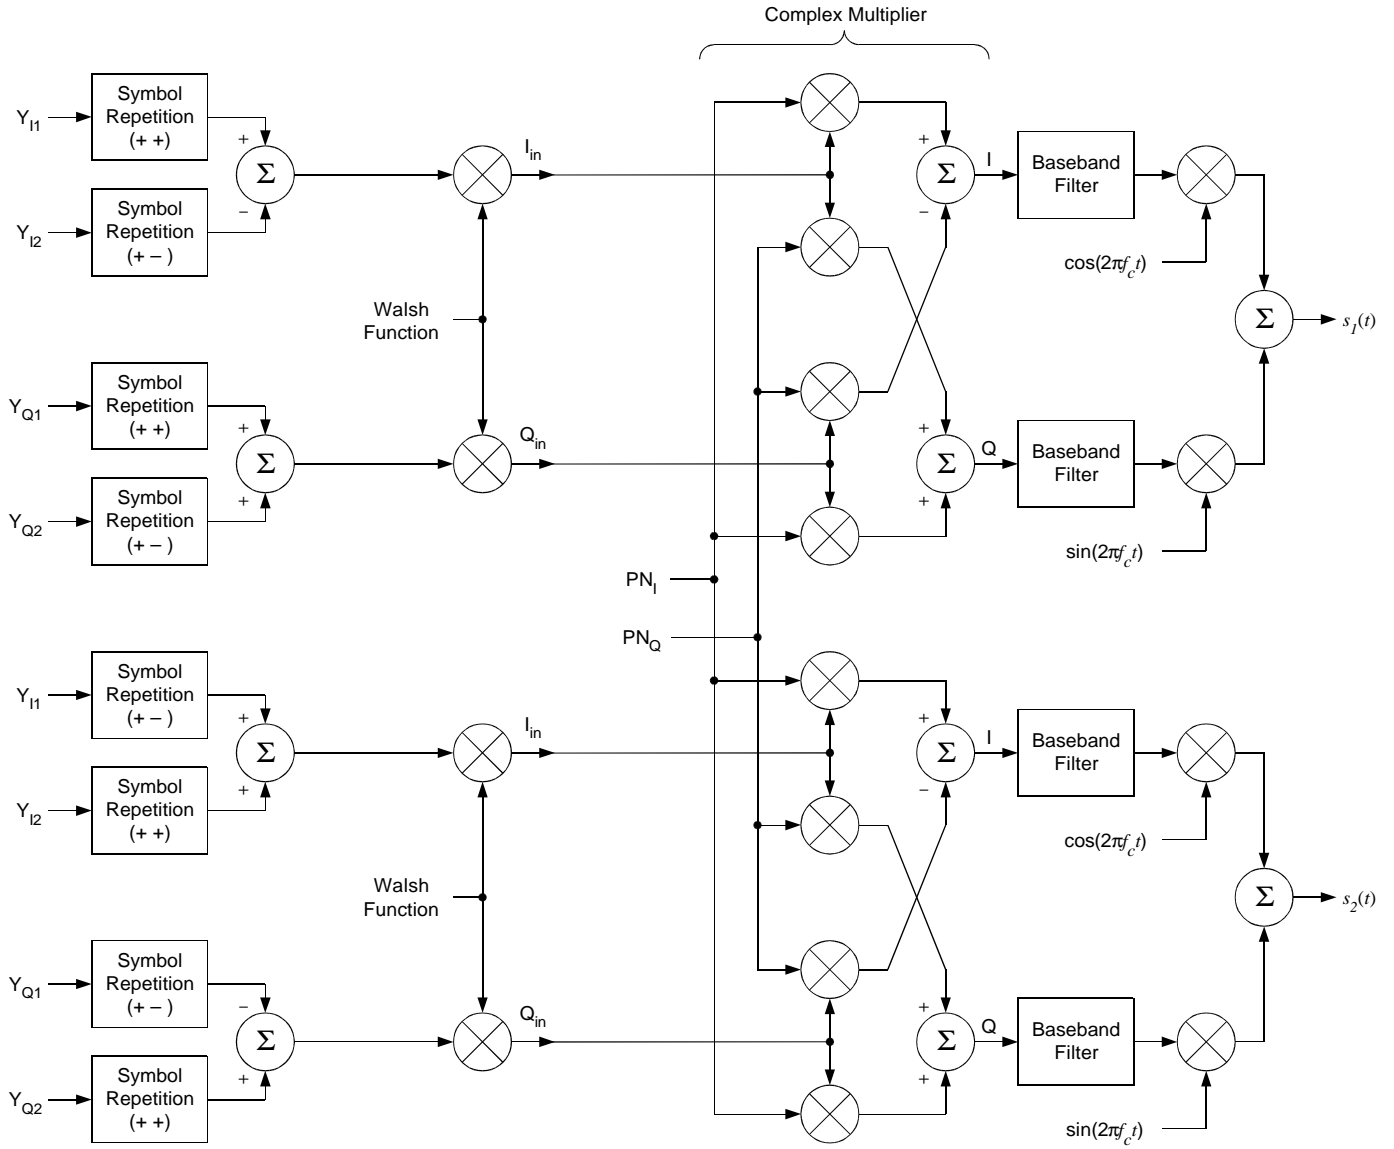 Complex Multiplier
Y_I1
Symbol
Repetition
(+ +)
+
Σ
−
Y_I2
Symbol
Repetition
(+ −)
I_in
Walsh
Function
Y_Q1
Symbol
Repetition
(+ +)
+
Σ
+
Y_Q2
Symbol
Repetition
(+ −)
Q_in
+
Σ
−
I
Baseband
Filter
cos(2πf_c t)
+
Σ
+
Q
Baseband
Filter
sin(2πf_c t)
Σ
s_1(t)
PN_I
PN_Q
Y_I1
Symbol
Repetition
(+ −)
+
Σ
+
Y_I2
Symbol
Repetition
(+ +)
I_in
Walsh
Function
Y_Q1
Symbol
Repetition
(+ −)
−
Σ
+
Y_Q2
Symbol
Repetition
(+ +)
Q_in
+
Σ
−
I
Baseband
Filter
cos(2πf_c t)
+
Σ
+
Q
Baseband
Filter
sin(2πf_c t)
Σ
s_2(t)